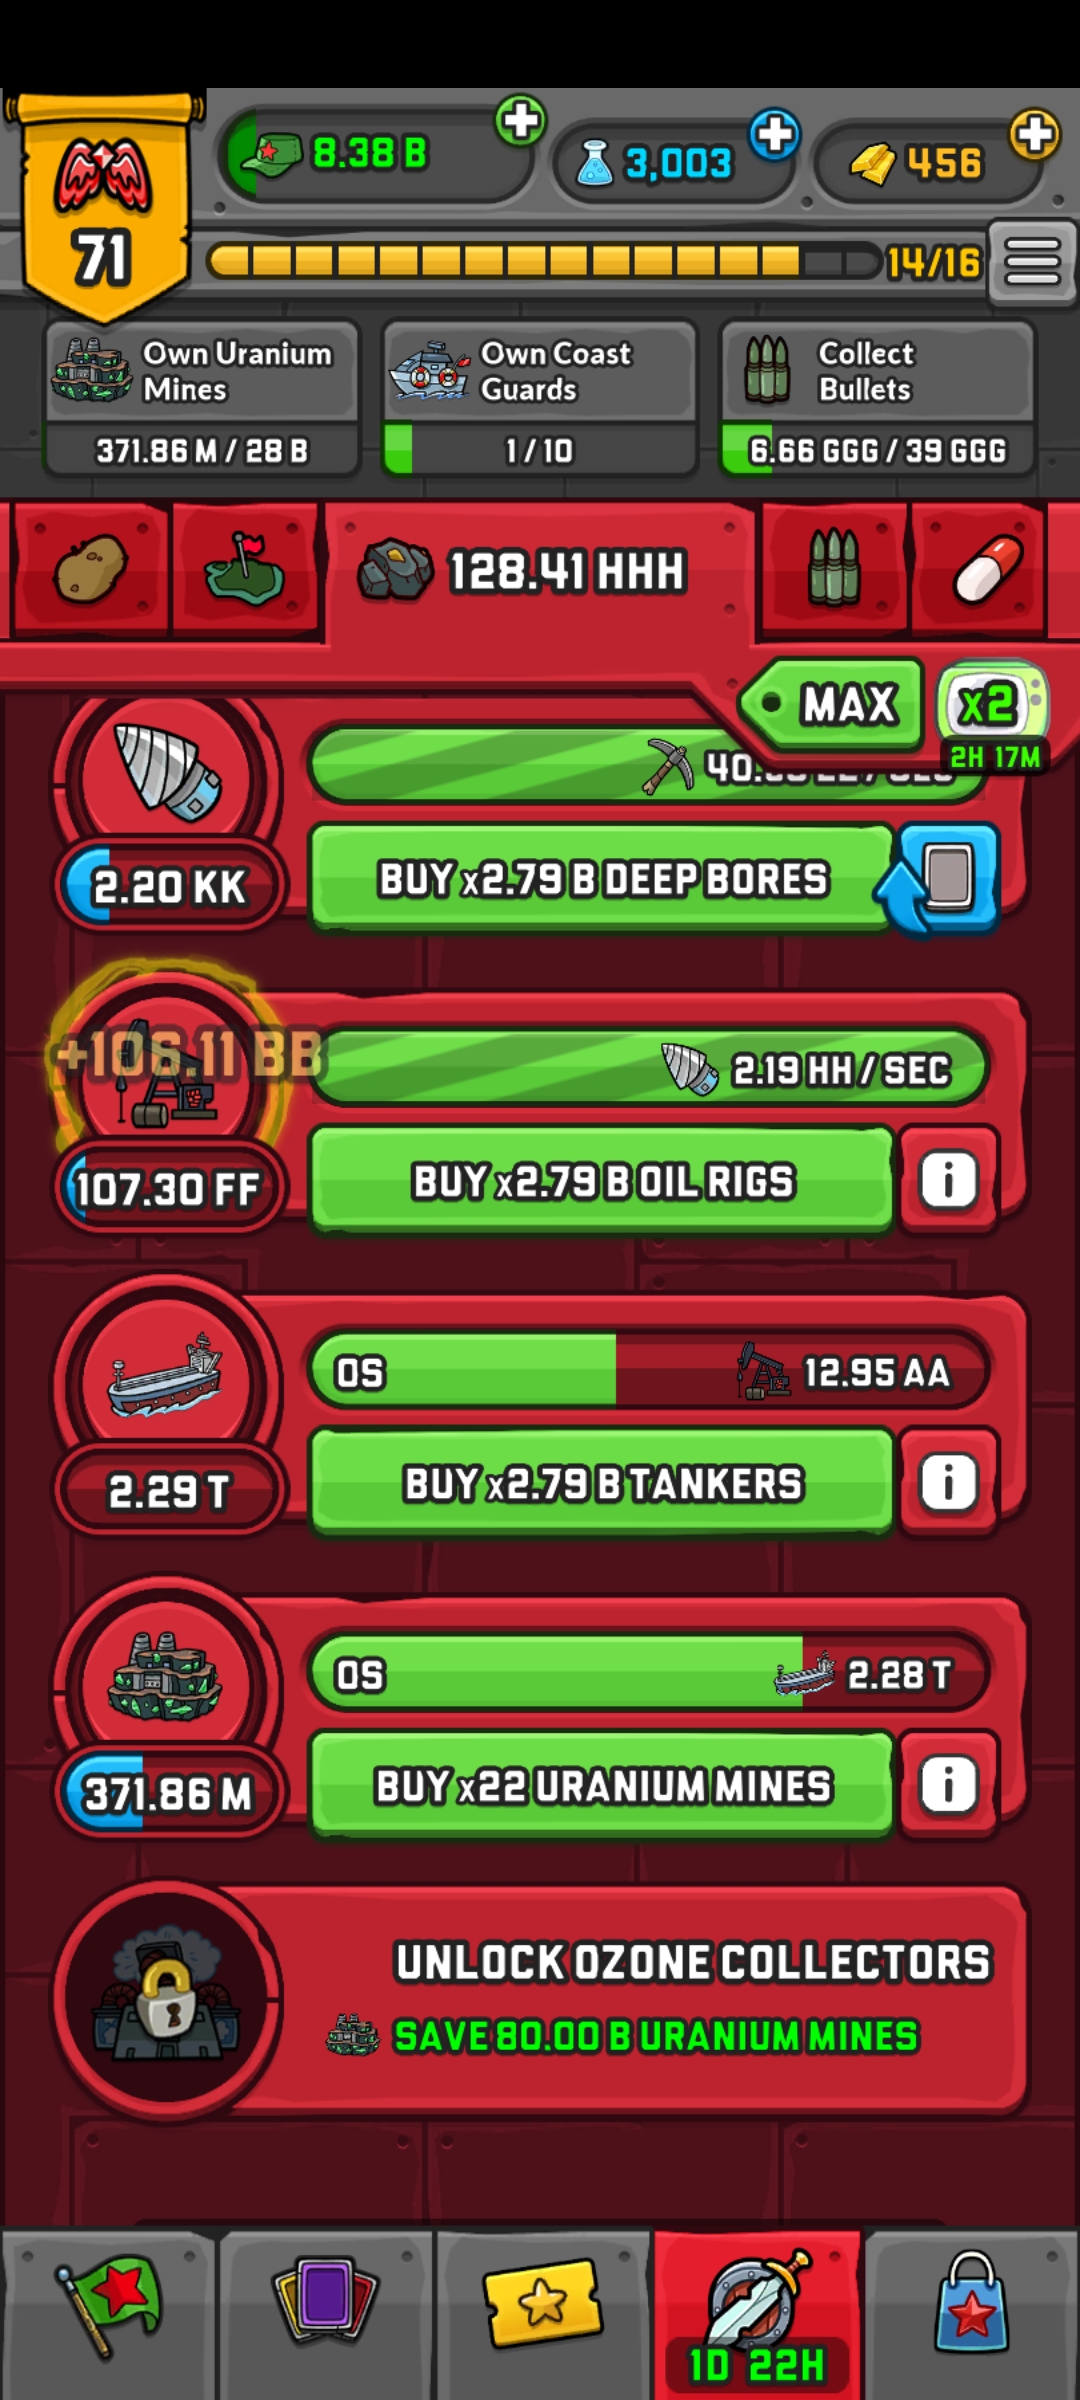 8.38 B
3,003
456
71
14/16
Own Uranium
Mines
371.86 M / 28 B
Own Coast
Guards
1 / 10
Collect
Bullets
6.66 GGG / 39 GGG
128.41 HHH
MAX
x2
2H 17M
2.20 KK
BUY x2.79 B DEEP BORES
+106.11 BB
2.19 HH / SEC
107.30 FF
BUY x2.79 B OIL RIGS
i
0S
12.95 AA
2.29 T
BUY x2.79 B TANKERS
i
0S
2.28 T
371.86 M
BUY x22 URANIUM MINES
i
UNLOCK OZONE COLLECTORS
SAVE 80.00 B URANIUM MINES
1D 22H